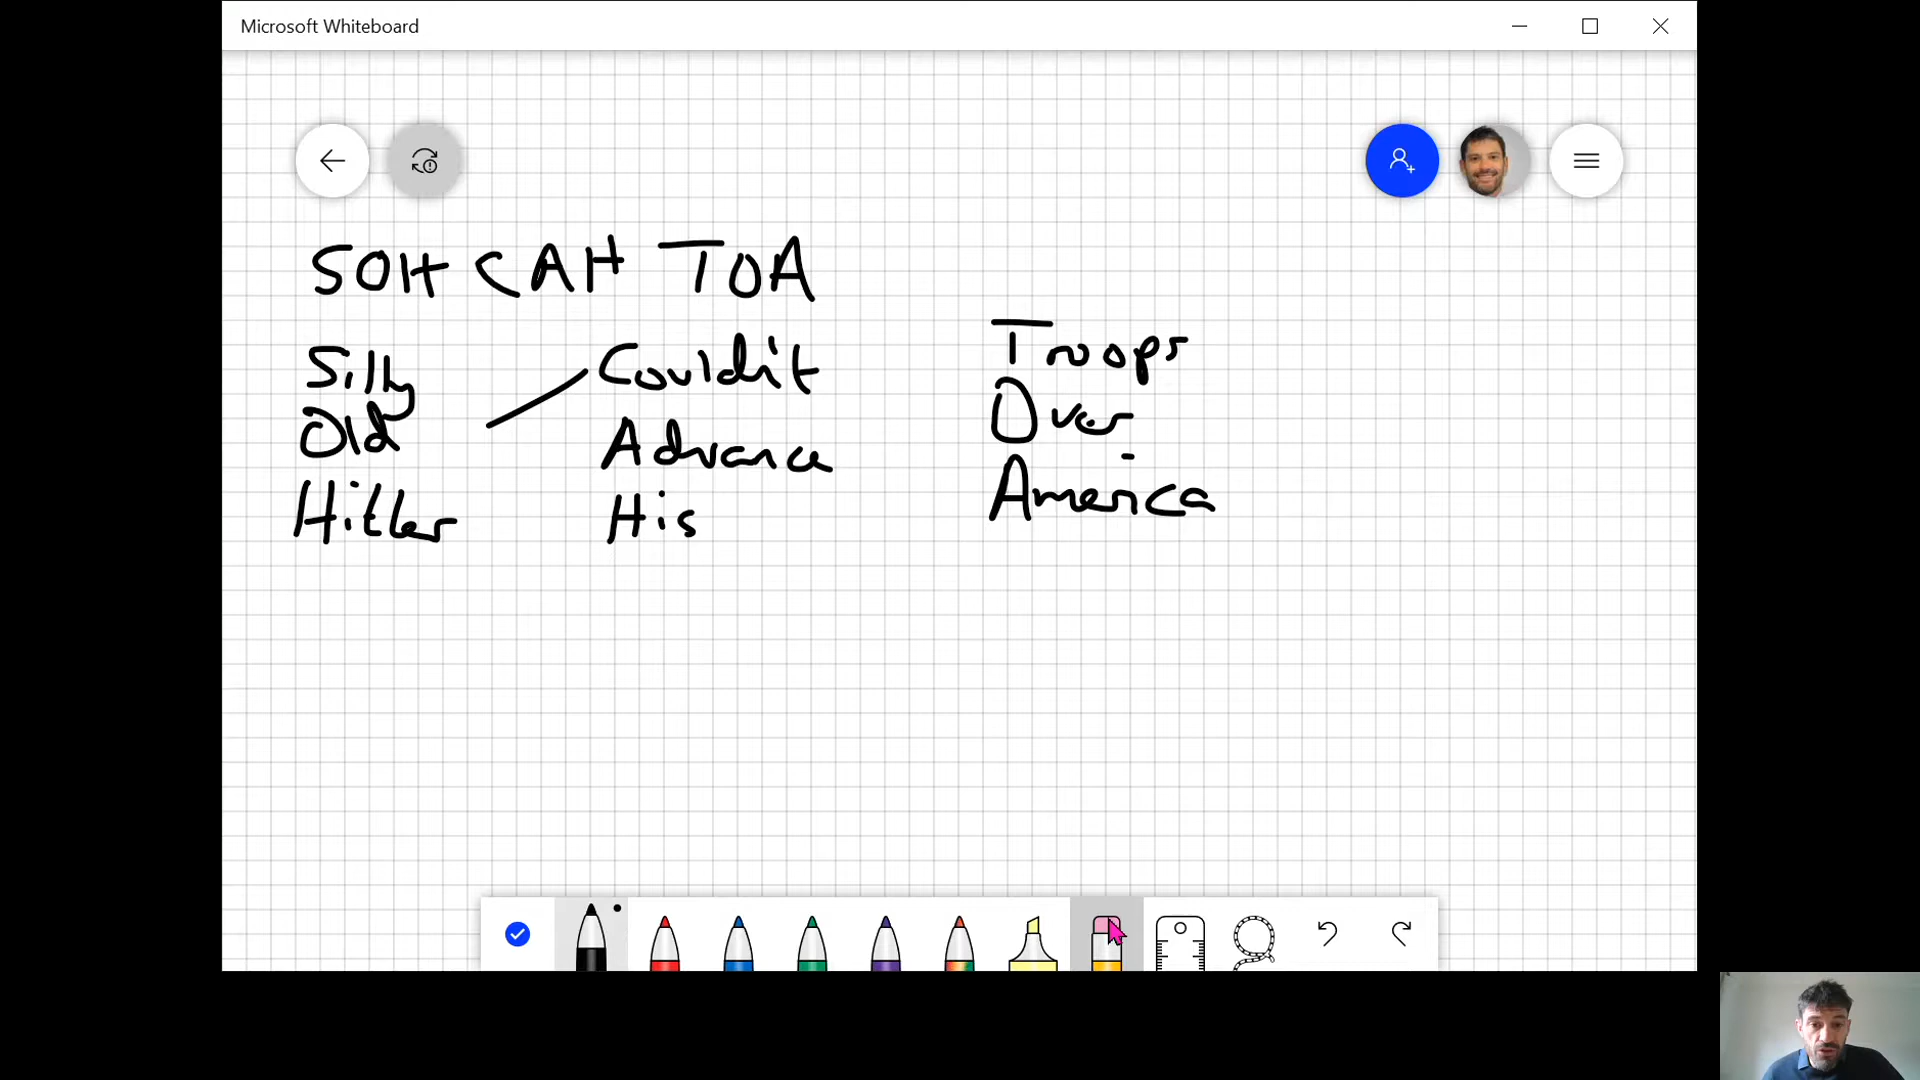 Microsoft Whiteboard
SOH CAH TOA
Silly
Old
Hitler
Couldn't
Advance
His
Troops
Over
America